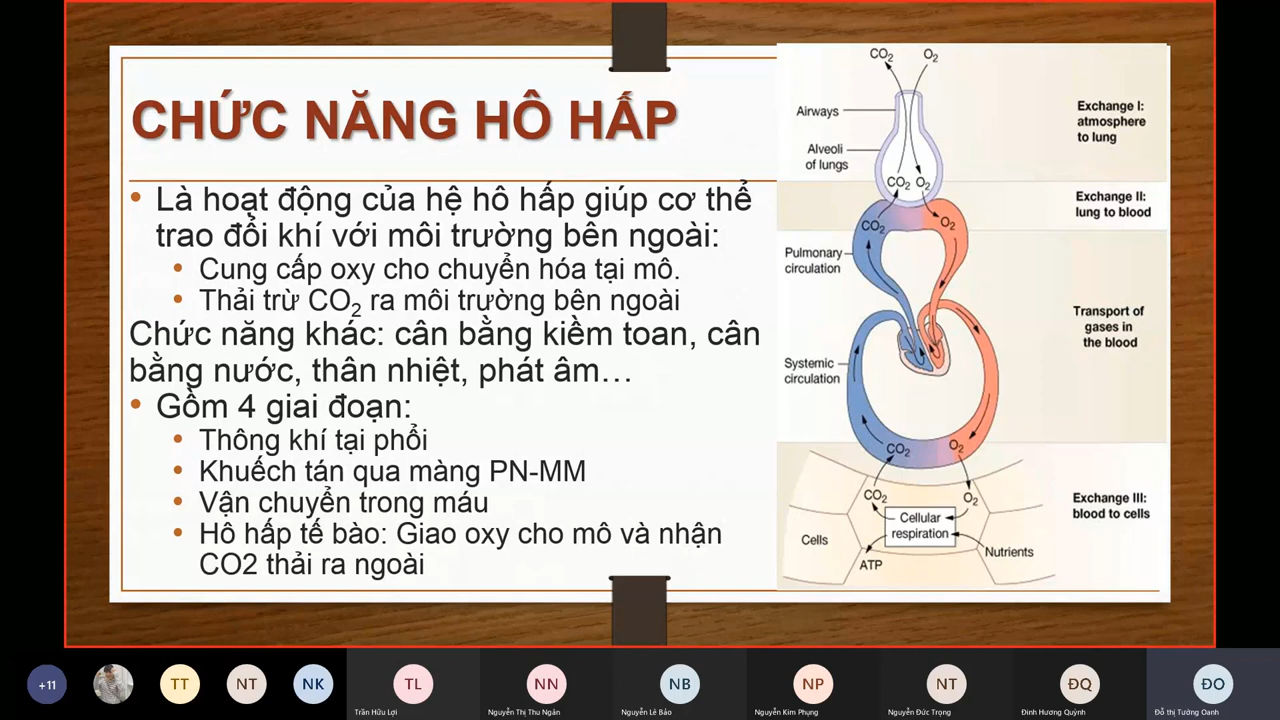 CHỨC NĂNG HÔ HẤP
• Là hoạt động của hệ hô hấp giúp cơ thể
trao đổi khí với môi trường bên ngoài:
• Cung cấp oxy cho chuyển hóa tại mô.
• Thải trừ CO₂ ra môi trường bên ngoài
Chức năng khác: cân bằng kiềm toan, cân
bằng nước, thân nhiệt, phát âm…
• Gồm 4 giai đoạn:
• Thông khí tại phổi
• Khuếch tán qua màng PN-MM
• Vận chuyển trong máu
• Hô hấp tế bào: Giao oxy cho mô và nhận
CO2 thải ra ngoài
CO₂ O₂
Airways
Exchange I:
atmosphere
to lung
Alveoli
of lungs
CO₂ O₂
Exchange II:
lung to blood
CO₂ O₂
Pulmonary
circulation
Transport of
gases in
the blood
Systemic
circulation
CO₂ O₂
CO₂ O₂
Exchange III:
blood to cells
Cellular
respiration
Cells
Nutrients
ATP
+11
TT
NT
NK
TL
NN
NB
NP
NT
ĐQ
ĐO
Trần Hữu Lợi
Nguyễn Thị Thu Ngân
Nguyễn Lê Bảo
Nguyễn Kim Phụng
Nguyễn Đức Trọng
Đinh Hương Quỳnh
Đỗ thị Tường Oanh